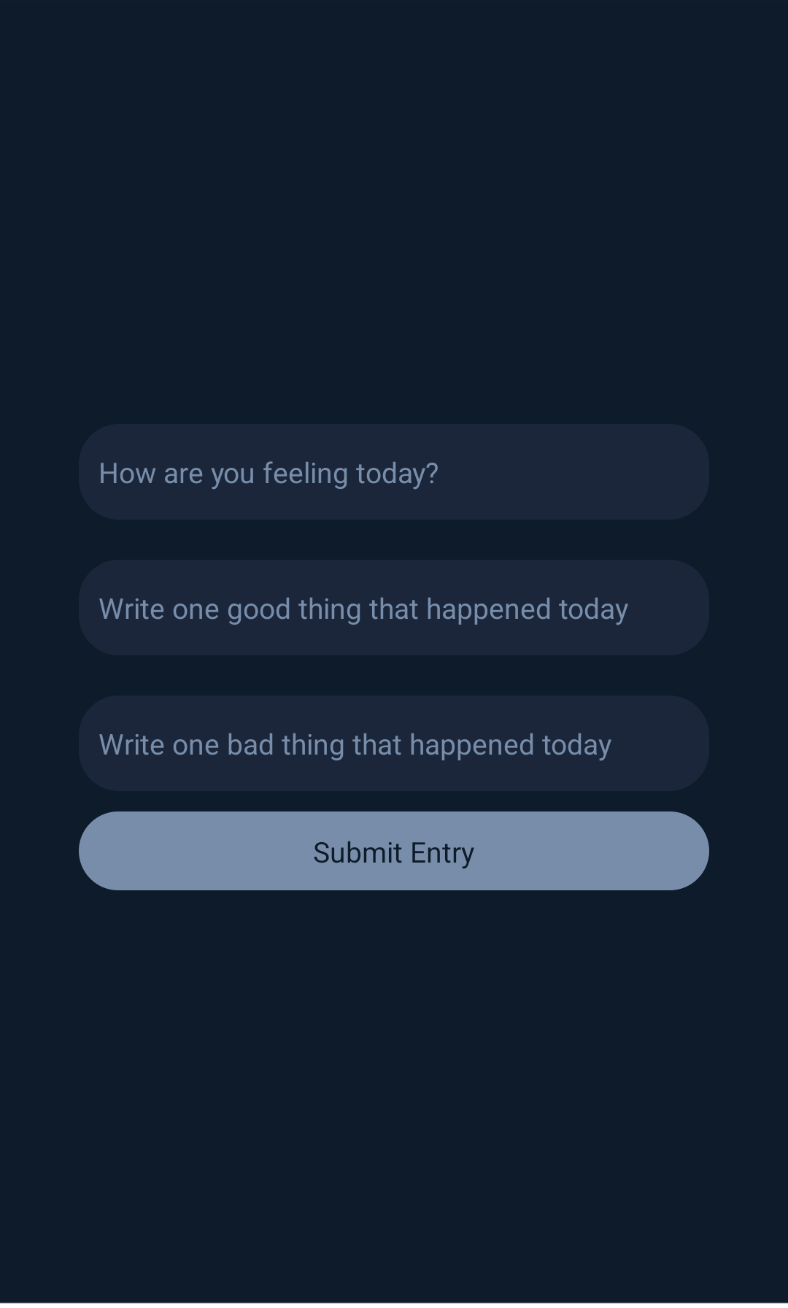 How are you feeling today?
Write one good thing that happened today
Write one bad thing that happened today
Submit Entry